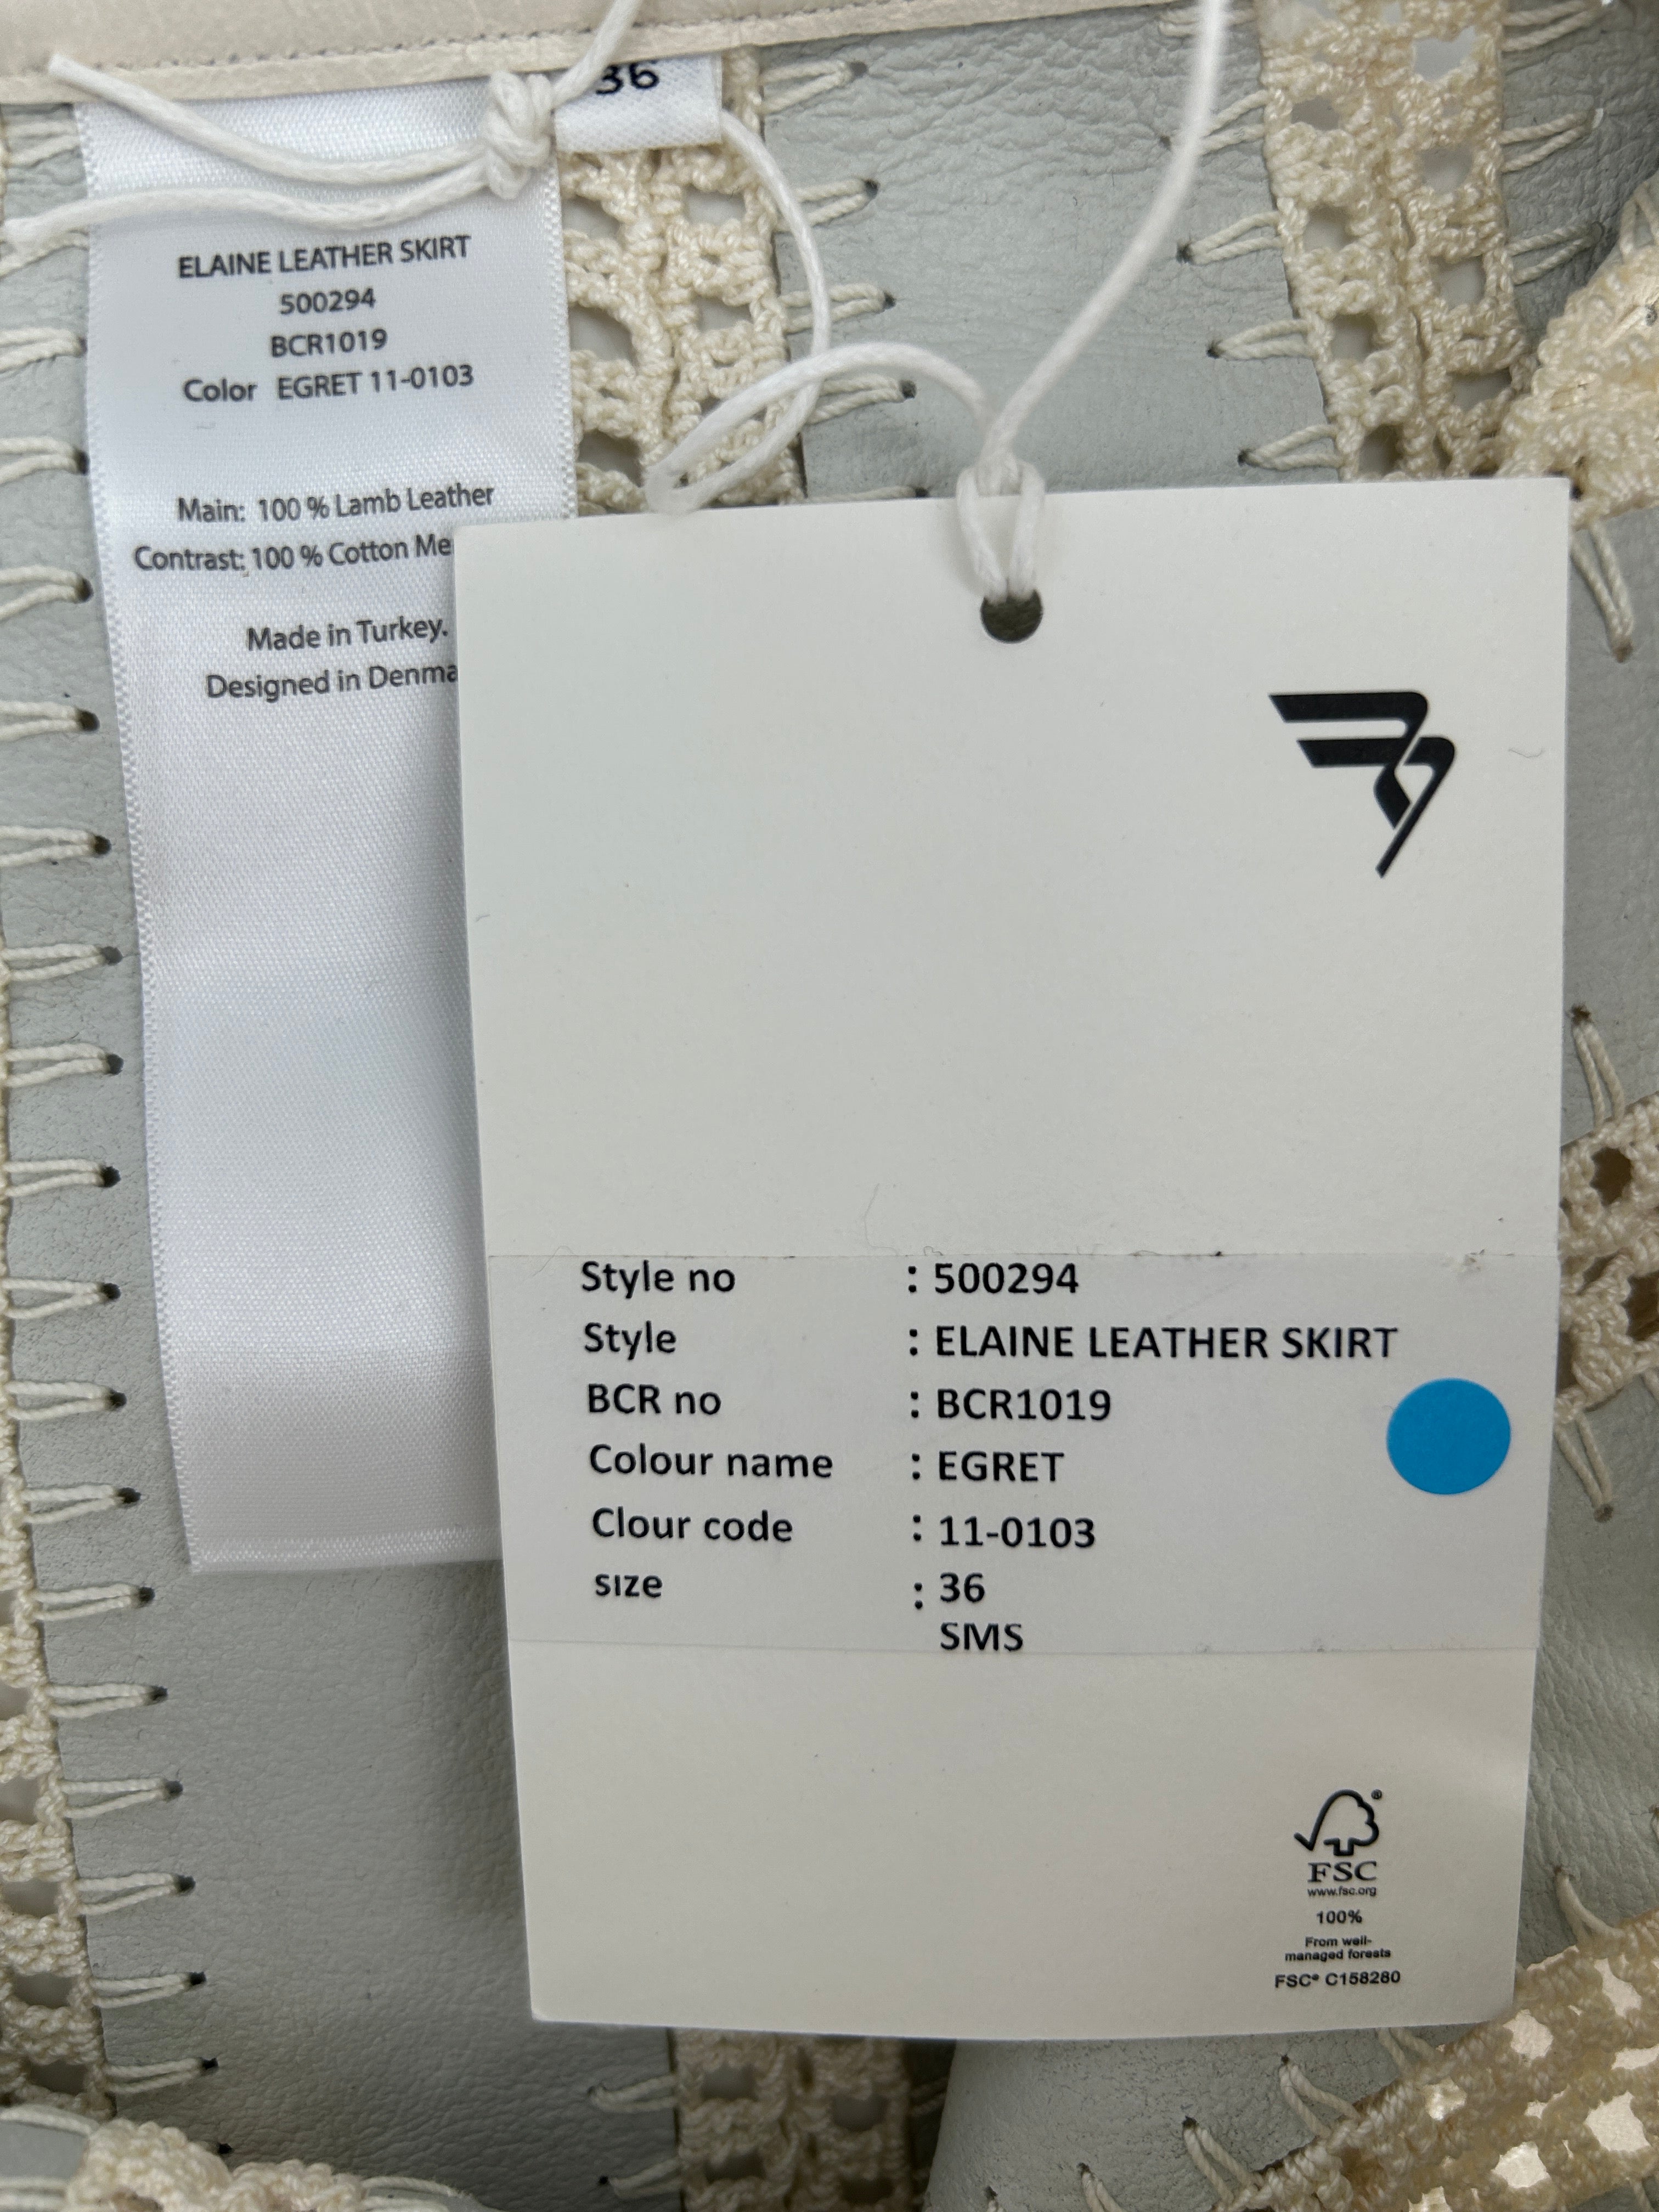 36
ELAINE LEATHER SKIRT
500294
BCR1019
Color EGRET 11-0103
Main: 100 % Lamb Leather
Contrast: 100 % Cotton
Made in Turkey.
Designed in
Style no : 500294
Style : ELAINE LEATHER SKIRT
BCR no : BCR1019
Colour name : EGRET
Clour code : 11-0103
size : 36
SMS
FSC®
www.fsc.org
100%
From well-
managed forests
FSC® C158280